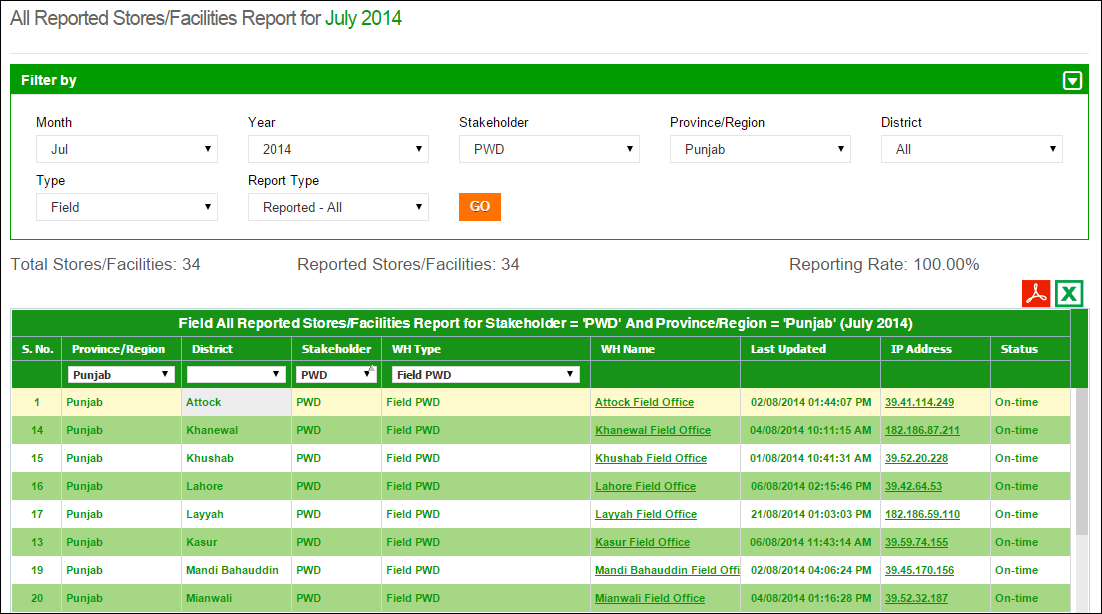 All Reported Stores/Facilities Report for July 2014
Filter by
Month Year Stakeholder Province/Region District
Jul 2014 PWD Punjab All
Type Report Type
Field Reported - All GO
Total Stores/Facilities: 34 Reported Stores/Facilities: 34 Reporting Rate: 100.00%
Field All Reported Stores/Facilities Report for Stakeholder = 'PWD' And Province/Region = 'Punjab' (July 2014)
S. No. Province/Region District Stakeholder WH Type WH Name Last Updated IP Address Status
Punjab PWD Field PWD
1 Punjab Attock PWD Field PWD Attock Field Office 02/08/2014 01:44:07 PM 39.41.114.249 On-time
14 Punjab Khanewal PWD Field PWD Khanewal Field Office 04/08/2014 10:11:15 AM 182.186.87.211 On-time
15 Punjab Khushab PWD Field PWD Khushab Field Office 01/08/2014 10:41:31 AM 39.52.20.228 On-time
16 Punjab Lahore PWD Field PWD Lahore Field Office 06/08/2014 02:15:46 PM 39.42.64.53 On-time
17 Punjab Layyah PWD Field PWD Layyah Field Office 21/08/2014 01:03:03 PM 182.186.59.110 On-time
13 Punjab Kasur PWD Field PWD Kasur Field Office 06/08/2014 11:43:14 AM 39.59.74.155 On-time
19 Punjab Mandi Bahauddin PWD Field PWD Mandi Bahauddin Field Offi 02/08/2014 04:06:24 PM 39.45.170.156 On-time
20 Punjab Mianwali PWD Field PWD Mianwali Field Office 04/08/2014 01:16:28 PM 39.52.32.187 On-time